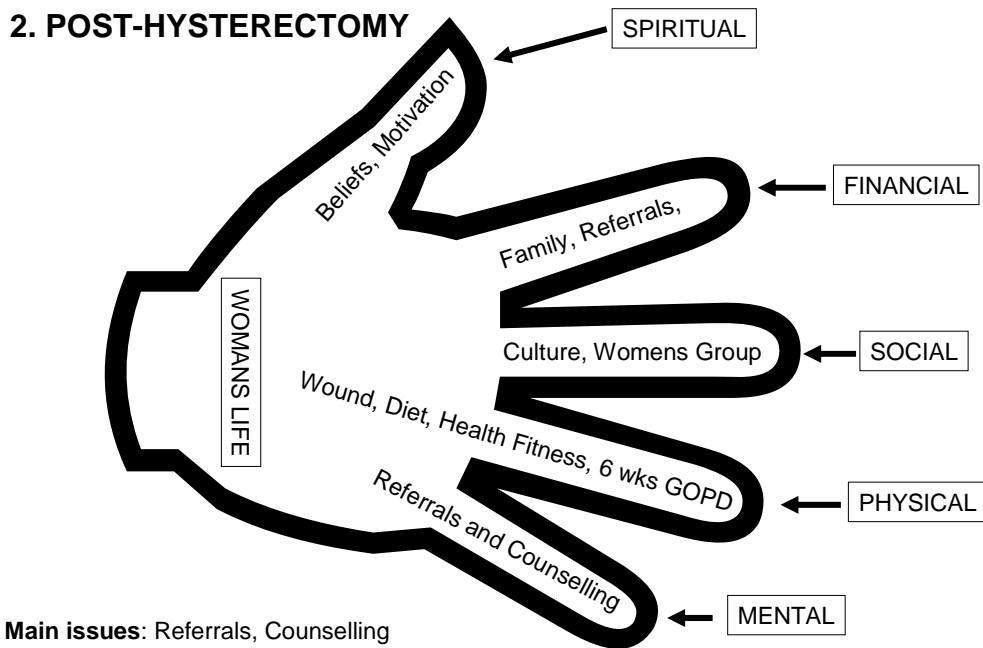 2. POST-HYSTERECTOMY
SPIRITUAL
Beliefs, Motivation
FINANCIAL
Family, Referrals,
WOMANS LIFE
SOCIAL
Culture, Womens Group
Wound, Diet, Health Fitness, 6 wks GOPD
PHYSICAL
Referrals and Counselling
MENTAL
Main issues: Referrals, Counselling